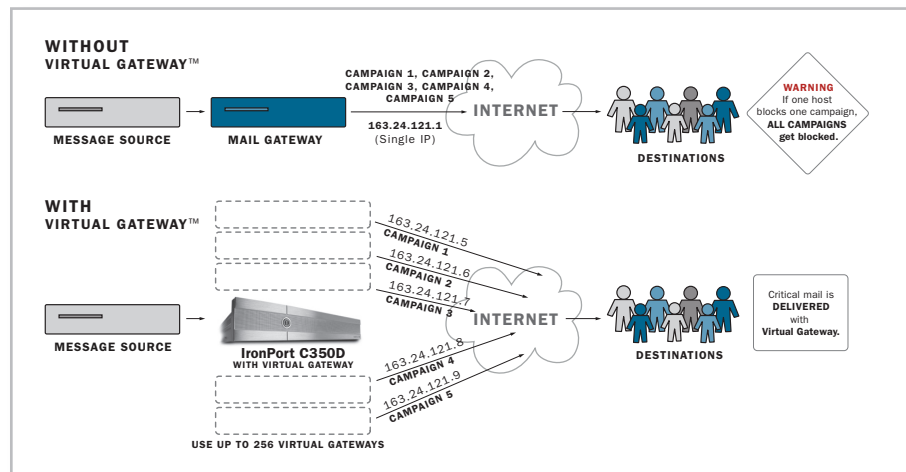 WITHOUT
VIRTUAL GATEWAY™
MESSAGE SOURCE
MAIL GATEWAY
CAMPAIGN 1, CAMPAIGN 2,
CAMPAIGN 3, CAMPAIGN 4,
CAMPAIGN 5
163.24.121.1
(Single IP)
INTERNET
DESTINATIONS
WARNING
If one host
blocks one campaign,
ALL CAMPAIGNS
get blocked.
WITH
VIRTUAL GATEWAY™
MESSAGE SOURCE
IronPort C350D
WITH VIRTUAL GATEWAY
USE UP TO 256 VIRTUAL GATEWAYS
163.24.121.5
CAMPAIGN 1
163.24.121.6
CAMPAIGN 2
163.24.121.7
CAMPAIGN 3
163.24.121.8
CAMPAIGN 4
163.24.121.9
CAMPAIGN 5
INTERNET
DESTINATIONS
Critical mail is
DELIVERED
with
Virtual Gateway.